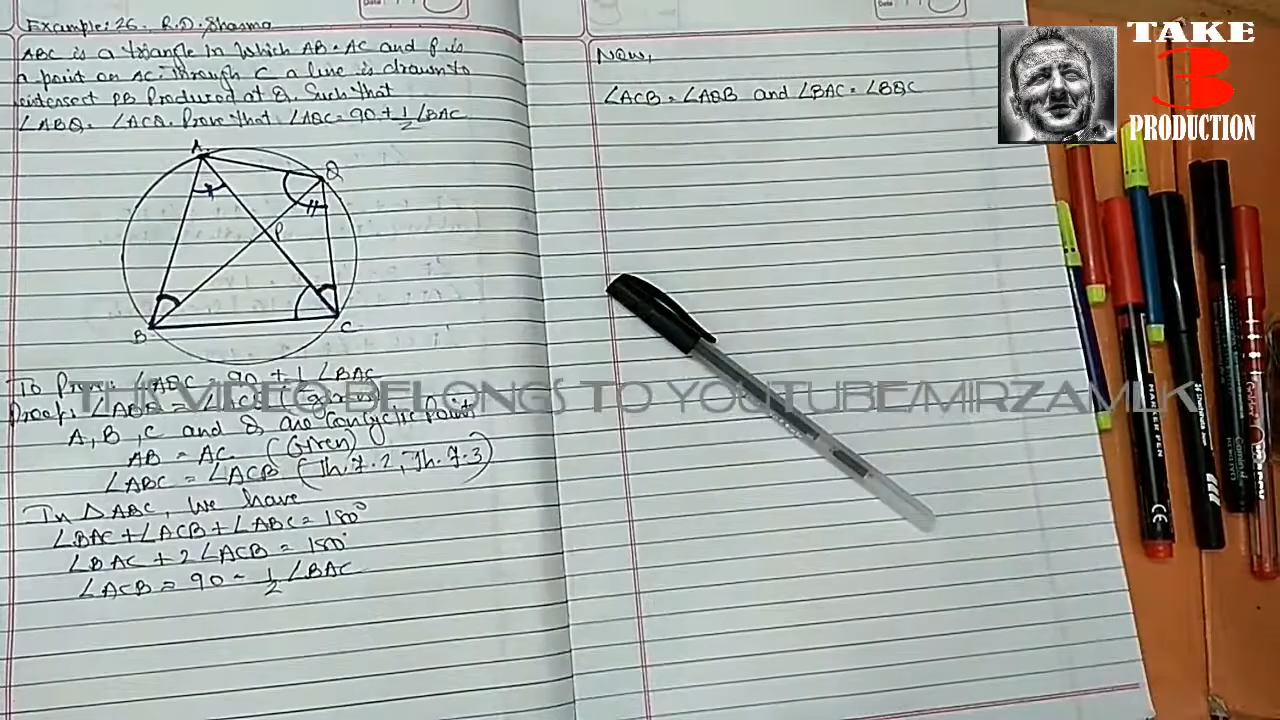 Example: 26. R.D. Sharma
ABC is a triangle in which AB = AC and P is
a point on AC. Through C a line is drawn to
intersect PB Produced at Q. Such that
∠ABQ = ∠ACQ. Prove that ∠AQC = 90 + 1/2 ∠BAC
A
Q
P
B
C
To Prove: ∠AQC = 90 + 1/2 ∠BAC
Proof: ∠ABQ = ∠ACQ (given)
A, B, C and Q are Concyclic Points
AB = AC (Given)
∠ABC = ∠ACB (Th. 7.2, Th. 7.3)
In △ABC, We have
∠BAC + ∠ACB + ∠ABC = 180°
∠BAC + 2∠ACB = 180°
∠ACB = 90 - 1/2 ∠BAC
Now,
∠ACB = ∠AQB and ∠BAC = ∠BQC
TAKE
3
PRODUCTION
THIS VIDEO BELONGS TO YOUTUBE/MIRZAMLK
MARKER PEN
CE